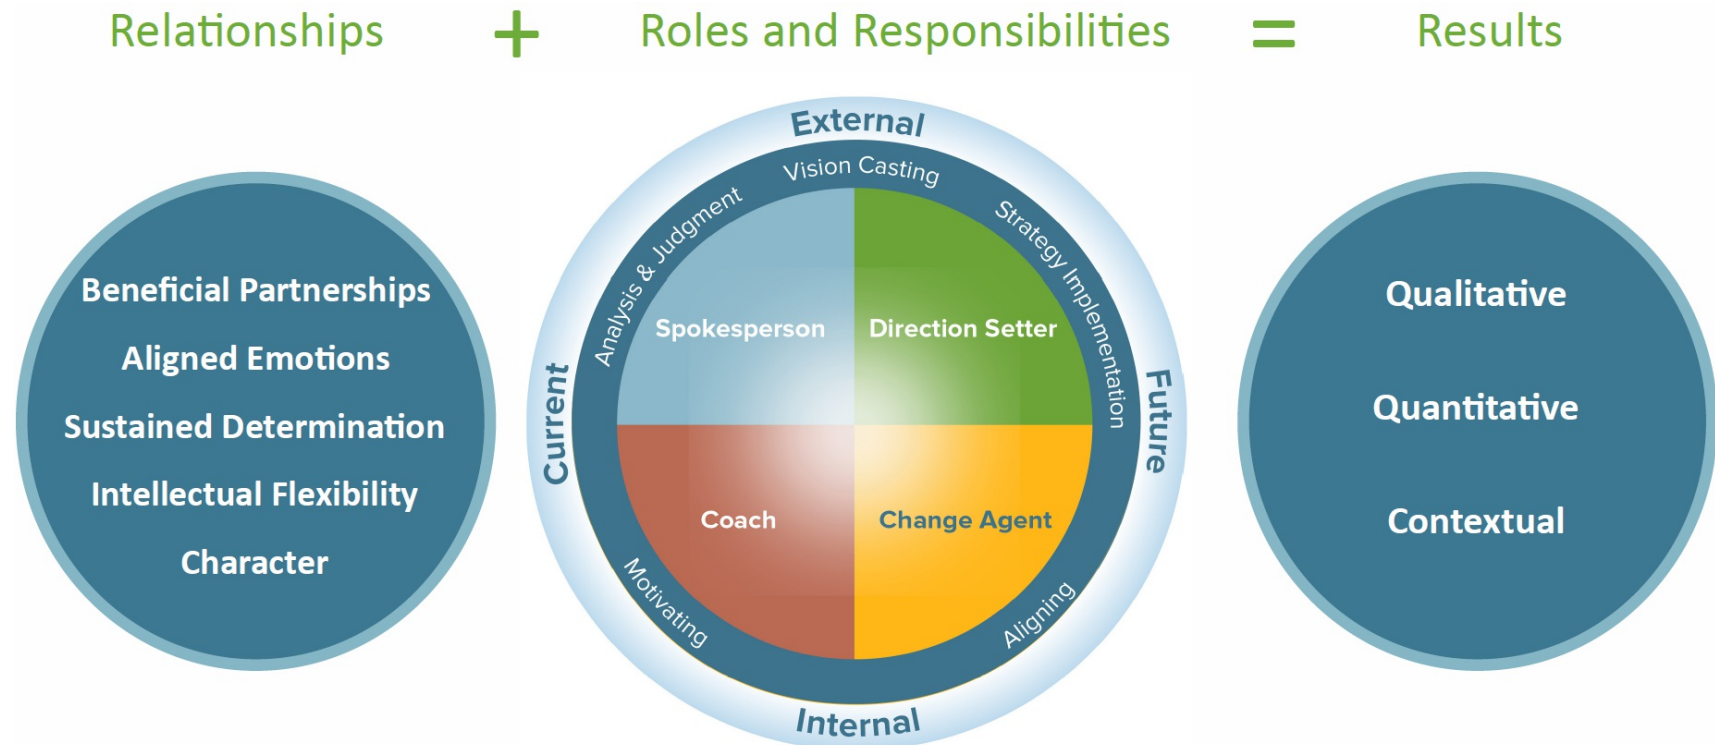 Relationships + Roles and Responsibilities = Results
Beneficial Partnerships
Aligned Emotions
Sustained Determination
Intellectual Flexibility
Character
External
Current
Future
Internal
Vision Casting
Analysis & Judgment
Strategy Implementation
Motivating
Aligning
Spokesperson
Direction Setter
Coach
Change Agent
Qualitative
Quantitative
Contextual